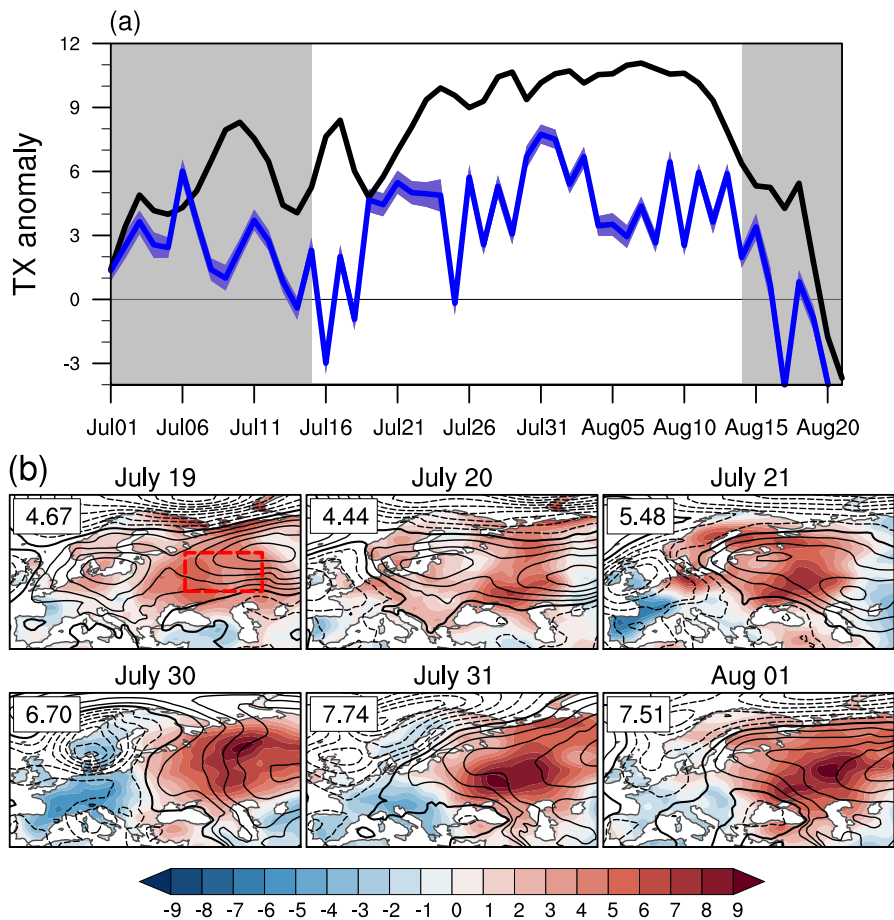 (a)
12
9
6
3
0
-3
TX anomaly
Jul01 Jul06 Jul11 Jul16 Jul21 Jul26 Jul31 Aug05 Aug10 Aug15 Aug20
(b)
July 19 July 20 July 21
4.67 4.44 5.48
July 30 July 31 Aug 01
6.70 7.74 7.51
-9 -8 -7 -6 -5 -4 -3 -2 -1 0 1 2 3 4 5 6 7 8 9